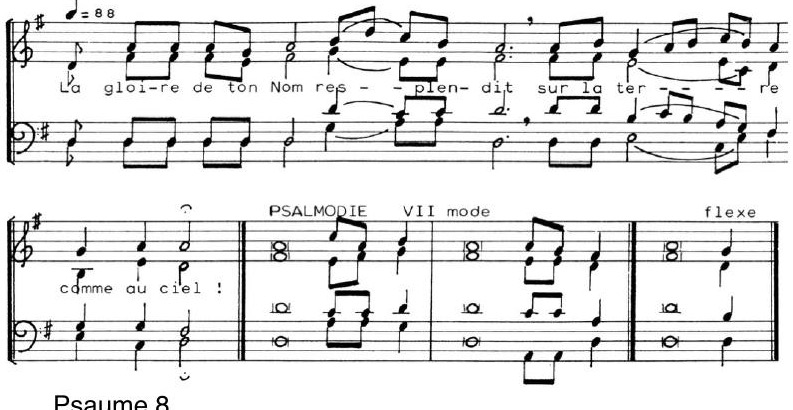 ♩=88
La gloi-re de ton Nom res - - plen- dit sur la ter - - - - re
PSALMODIE VII mode flexe
comme au ciel !
Psaume 8